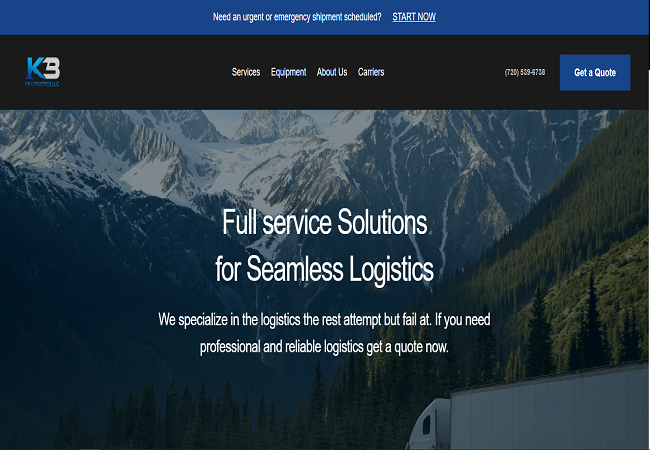 Need an urgent or emergency shipment scheduled? START NOW
KB
KB LOGISTICS LLC
Services Equipment About Us Carriers (720) 539-6738 Get a Quote
Full service Solutions
for Seamless Logistics
We specialize in the logistics the rest attempt but fail at. If you need
professional and reliable logistics get a quote now.